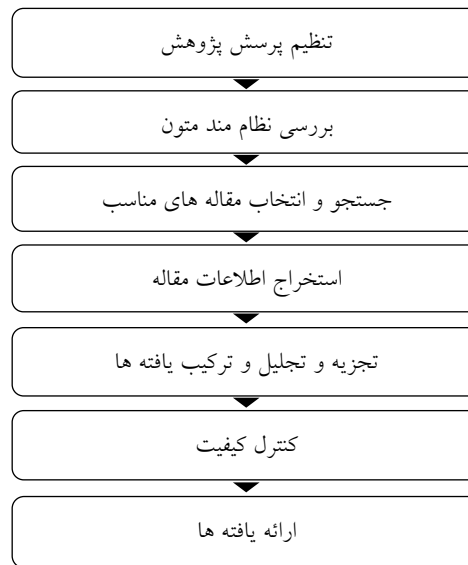 تنظیم پرسش پژوهش
بررسی نظام مند متون
جستجو و انتخاب مقاله های مناسب
استخراج اطلاعات مقاله
تجزیه و تجلیل و ترکیب یافته ها
کنترل کیفیت
ارائه یافته ها